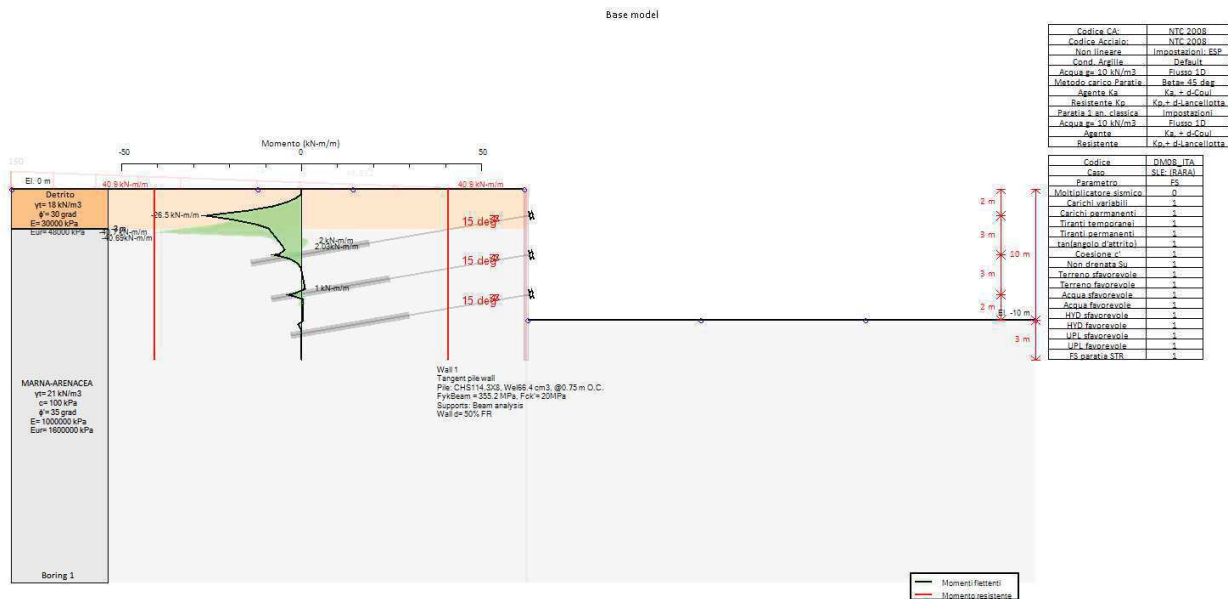 Base model
Codice CA: NTC 2008
Codice Acciaio: NTC 2008
Non lineare Impostazioni: ESP
Cond. Argille Default
Acqua g= 10 kN/m3 Flusso 1D
Metodo carico Paratie Beta= 45 deg
Agente Ka Ka, + d-Coul
Resistente Kp Kp,+ d-Lancellotta
Paratia 1 an. classica Impostazioni
Acqua g= 10 kN/m3 Flusso 1D
Agente Ka, + d-Coul
Resistente Kp,+ d-Lancellotta
Codice DM08_ITA
Caso SLE: (RARA)
Parametro FS
Moltiplicatore sismico 0
Carichi variabili 1
Carichi permanenti 1
Tiranti temporanei 1
Tiranti permanenti 1
tan(angolo d'attrito) 1
Coesione c' 1
Non drenata Su 1
Terreno sfavorevole 1
Terreno favorevole 1
Acqua sfavorevole 1
Acqua favorevole 1
HYD sfavorevole 1
HYD favorevole 1
UPL sfavorevole 1
UPL favorevole 1
FS paratia STR 1
Momento (kN-m/m)
-50 0 50
El. 0 m
40.9 kN-m/m
40.9 kN-m/m
Detrito
γt= 18 kN/m3
ϕ'= 30 grad
E= 30000 kPa
Eur= 48000 kPa
-3 m
-26.5 kN-m/m
-40.69kN-m/m
2 kN-m/m
2.03kN-m/m
1 kN-m/m
15 deg
15 deg
15 deg
2 m
3 m
3 m
2 m
10 m
3 m
El. -10 m
MARNA-ARENACEA
γt= 21 kN/m3
c= 100 kPa
ϕ'= 35 grad
E= 1000000 kPa
Eur= 1600000 kPa
Wall 1
Tangent pile wall
Pile: CHS114.3X8, Wel66.4 cm3, @0.75 m O.C.
FykBeam = 355.2 MPa, Fck'= 20MPa
Supports: Beam analysis
Wall d= 50% FR
Boring 1
Momenti flettenti
Momento resistente